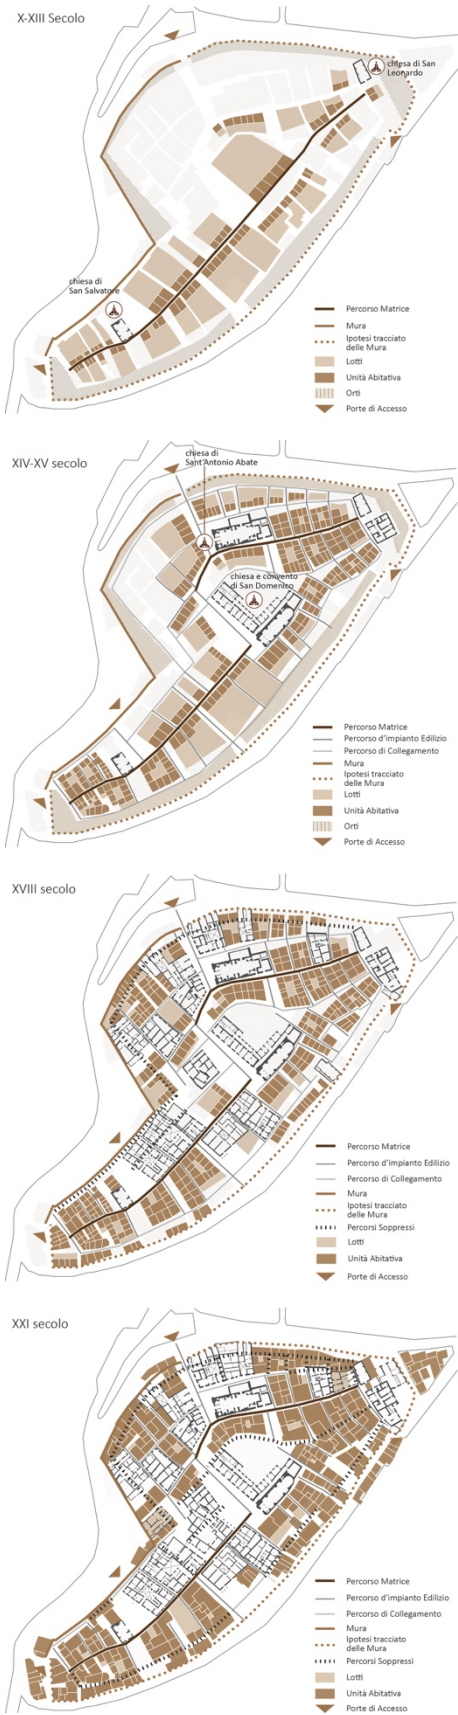 X-XIII Secolo
chiesa di San
Leonardo
chiesa di
San Salvatore
Percorso Matrice
Mura
Ipotesi tracciato
delle Mura
Lotti
Unità Abitativa
Orti
Porte di Accesso
XIV-XV secolo
chiesa di
Sant'Antonio Abate
chiesa e convento
di San Domenico
Percorso Matrice
Percorso d'impianto Edilizio
Percorso di Collegamento
Mura
Ipotesi tracciato
delle Mura
Lotti
Unità Abitativa
Orti
Porte di Accesso
XVIII secolo
Percorso Matrice
Percorso d'impianto Edilizio
Percorso di Collegamento
Mura
Ipotesi tracciato
delle Mura
Percorsi Soppressi
Lotti
Unità Abitativa
Porte di Accesso
XXI secolo
Percorso Matrice
Percorso d'impianto Edilizio
Percorso di Collegamento
Mura
Ipotesi tracciato
delle Mura
Percorsi Soppressi
Lotti
Unità Abitativa
Porte di Accesso